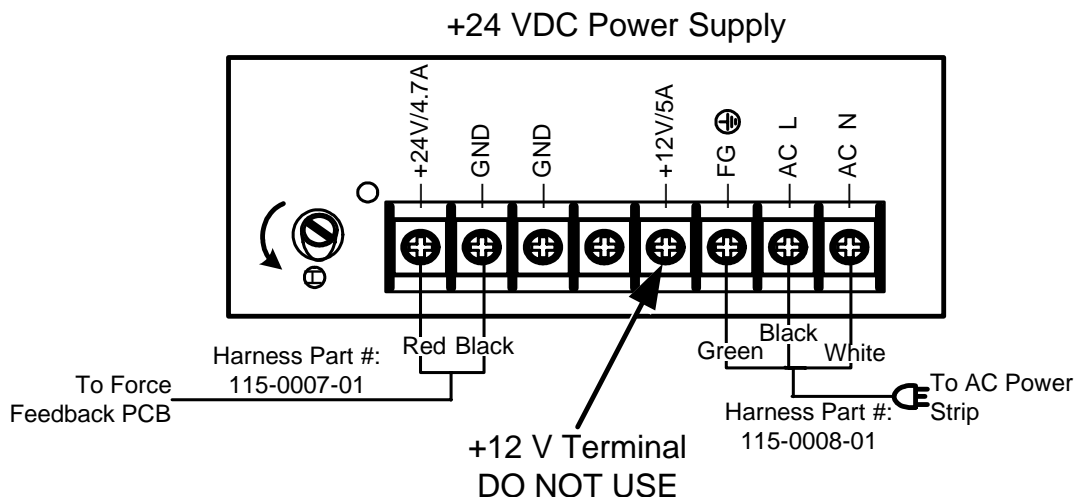 +24 VDC Power Supply
+24V/4.7A
GND
GND
+12V/5A
FG
AC L
AC N
Red Black
Green
Black
White
Harness Part #:
115-0007-01
To Force
Feedback PCB
Harness Part #:
115-0008-01
To AC Power
Strip
+12 V Terminal
DO NOT USE